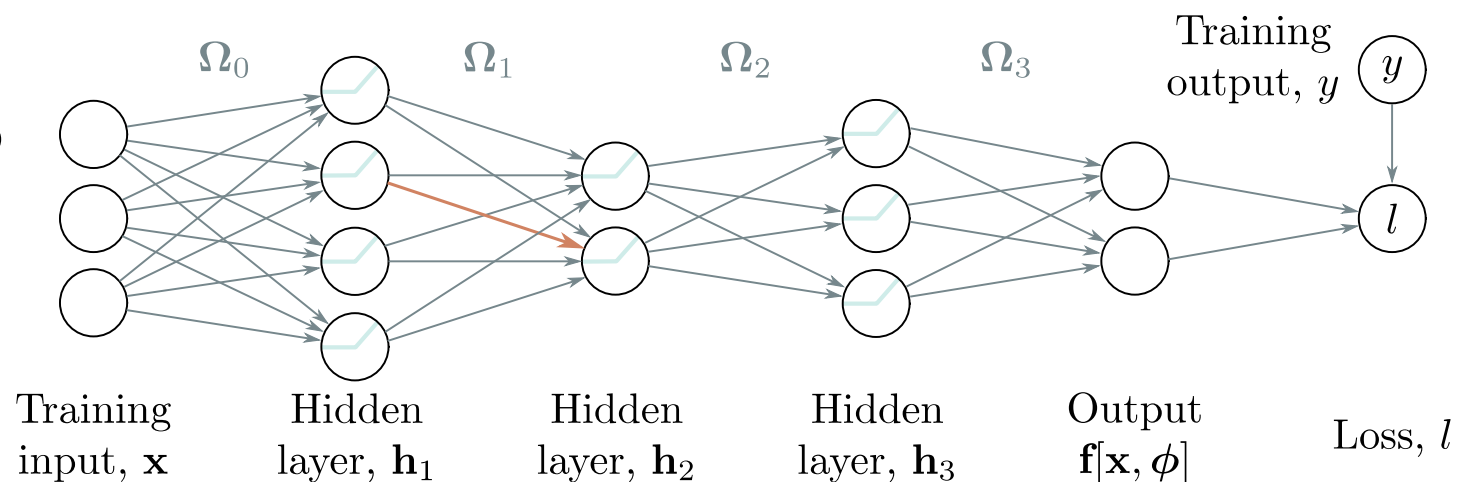 Ω₀
Ω₁
Ω₂
Ω₃
Training
output, y
y
l
Training
input, x
Hidden
layer, h₁
Hidden
layer, h₂
Hidden
layer, h₃
Output
f[x, ϕ]
Loss, l